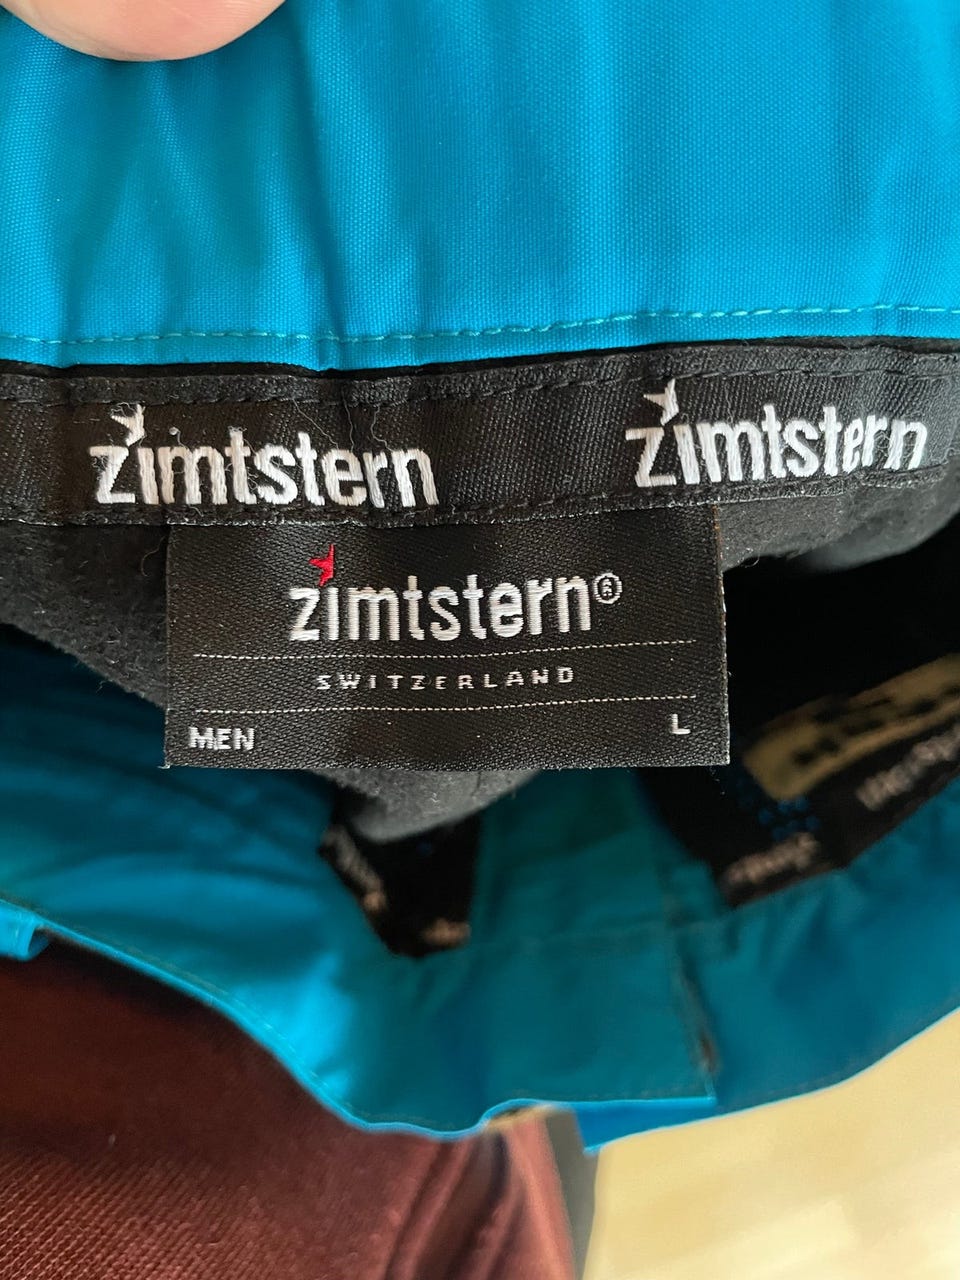 zimtstern zimtstern
zimtstern®
SWITZERLAND
MEN L